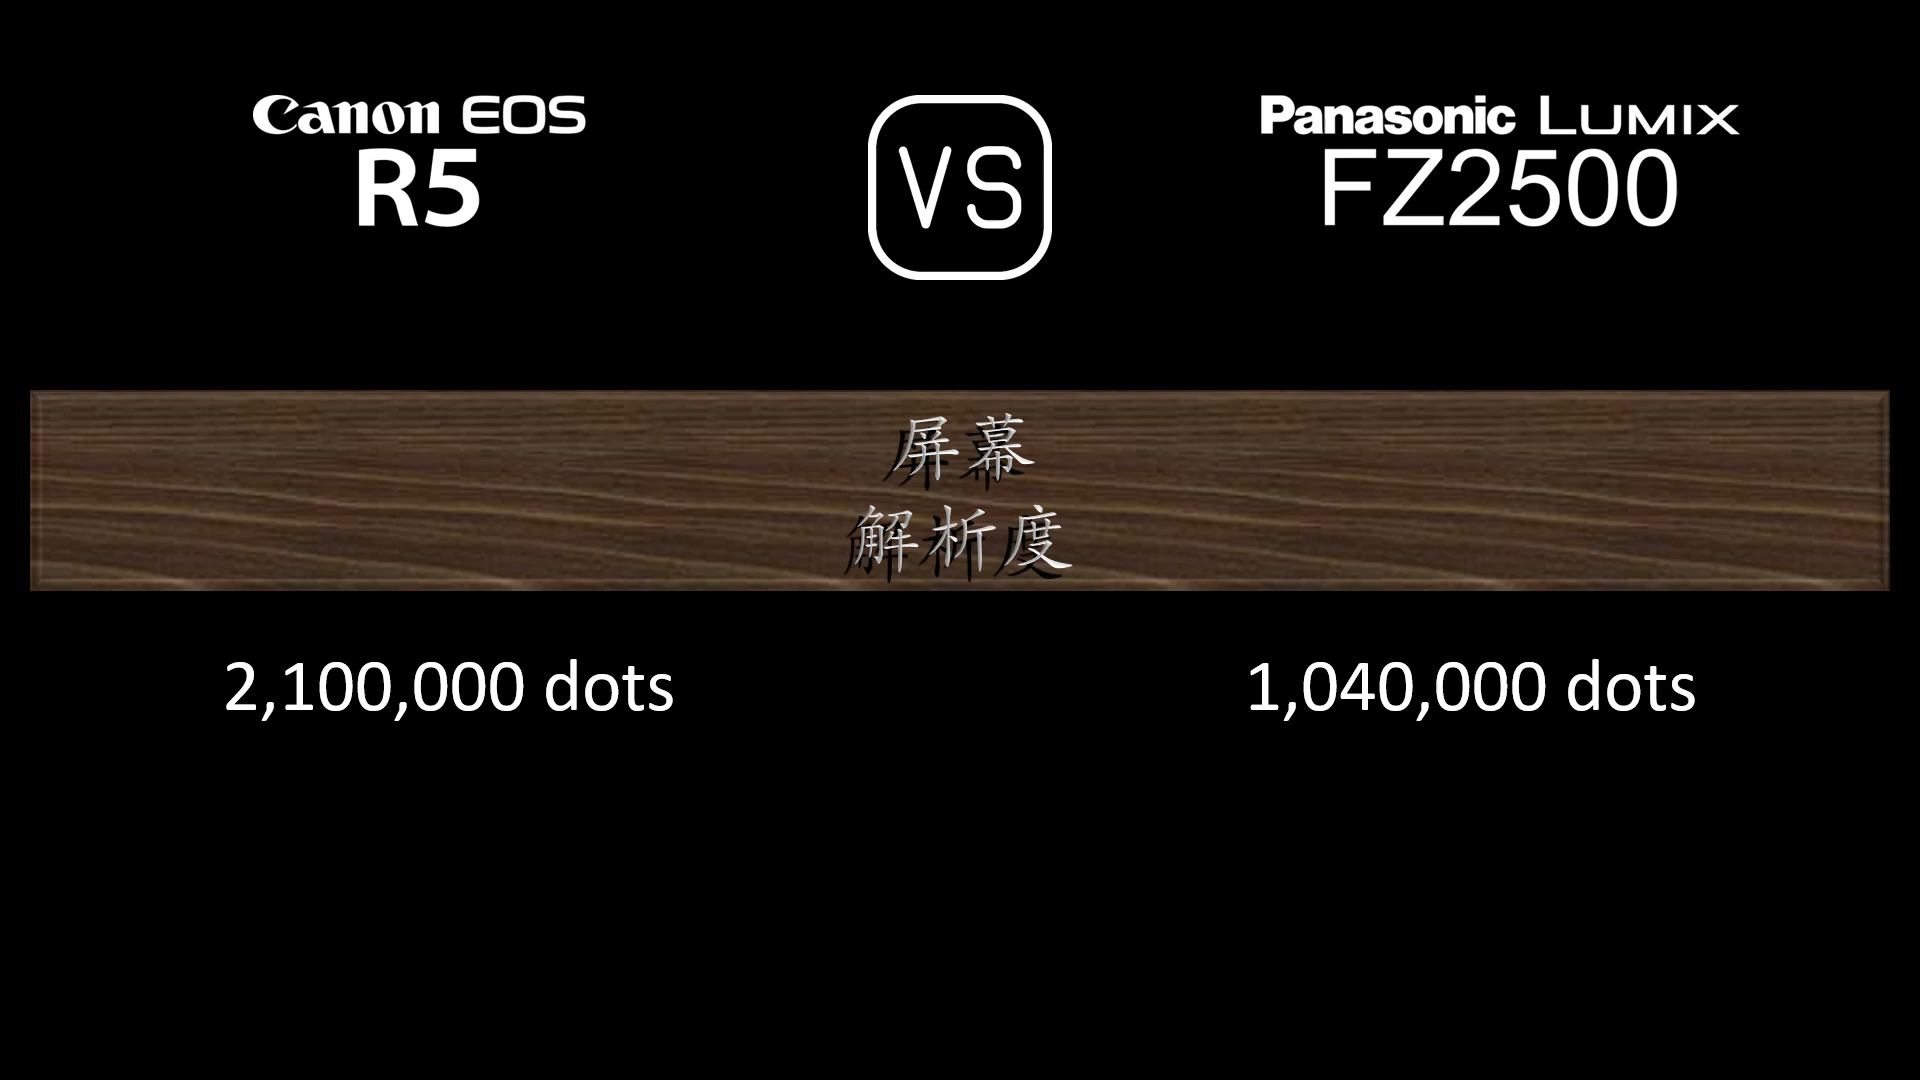 Canon EOS
R5
VS
Panasonic LUMIX
FZ2500
屏幕
解析度
2,100,000 dots
1,040,000 dots